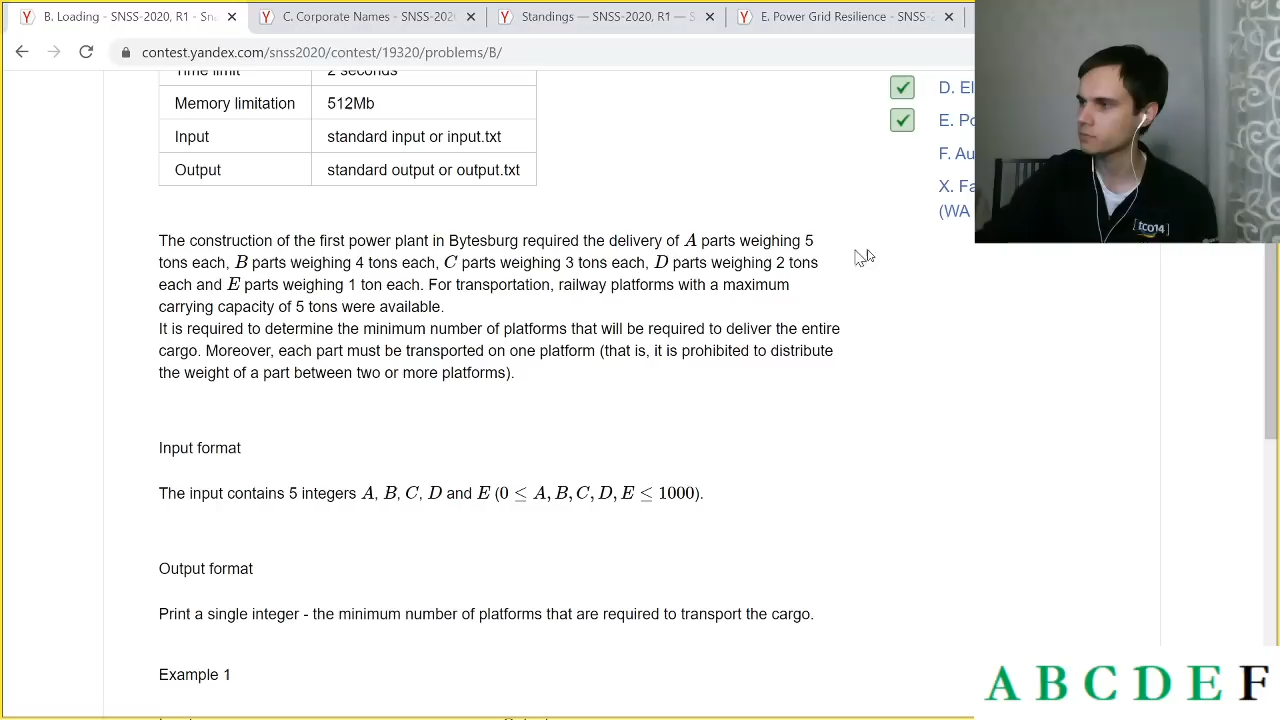 B. Loading - SNSS-2020, R1 - Sn
C. Corporate Names - SNSS-202
Standings — SNSS-2020, R1 — S
E. Power Grid Resilience - SNSS-2
contest.yandex.com/snss2020/contest/19320/problems/B/
Time limit 2 seconds
Memory limitation 512Mb
Input standard input or input.txt
Output standard output or output.txt
D. El
E. Po
F. Au
X. Fa
(WA
[tco14]
The construction of the first power plant in Bytesburg required the delivery of A parts weighing 5
tons each, B parts weighing 4 tons each, C parts weighing 3 tons each, D parts weighing 2 tons
each and E parts weighing 1 ton each. For transportation, railway platforms with a maximum
carrying capacity of 5 tons were available.
It is required to determine the minimum number of platforms that will be required to deliver the entire
cargo. Moreover, each part must be transported on one platform (that is, it is prohibited to distribute
the weight of a part between two or more platforms).
Input format
The input contains 5 integers A, B, C, D and E (0 ≤ A, B, C, D, E ≤ 1000).
Output format
Print a single integer - the minimum number of platforms that are required to transport the cargo.
Example 1
A B C D E F